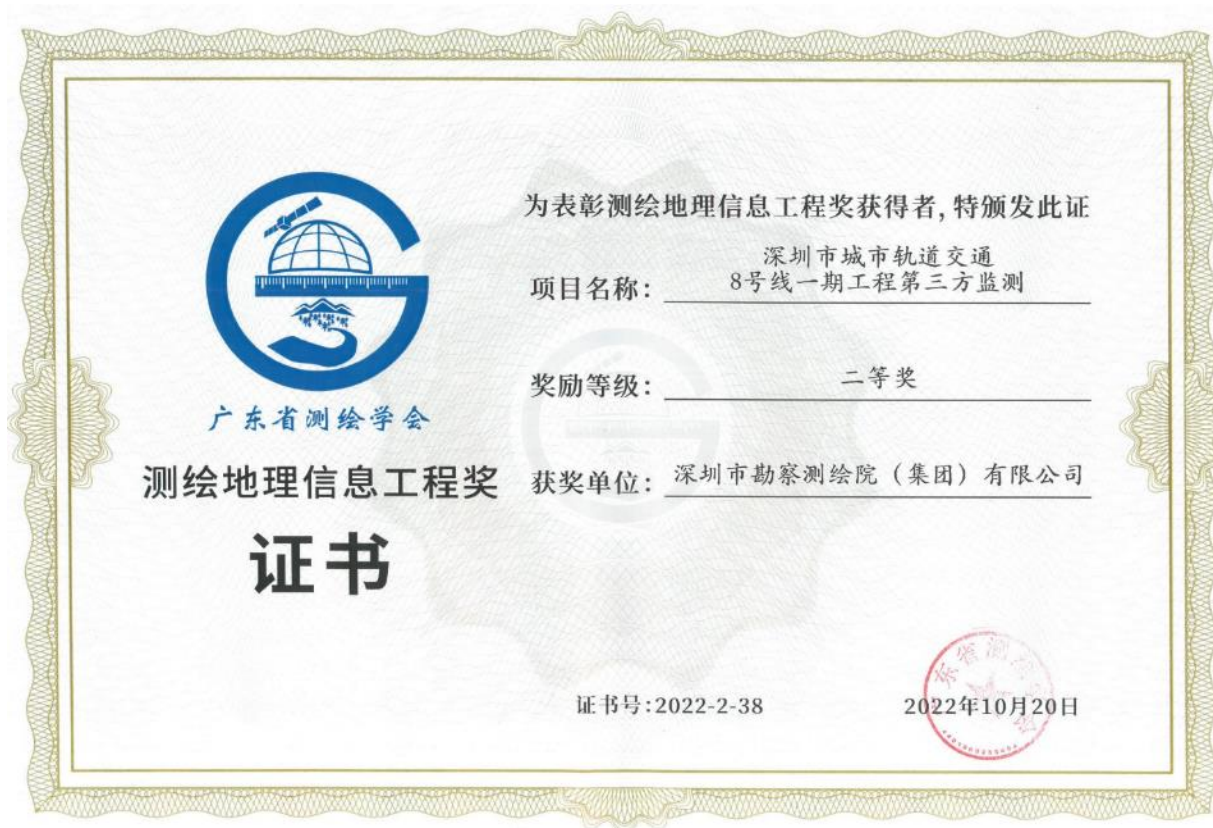 广东省测绘学会
测绘地理信息工程奖
证书
为表彰测绘地理信息工程奖获得者,特颁发此证
项目名称:
深圳市城市轨道交通
8号线一期工程第三方监测
奖励等级: 二等奖
获奖单位: 深圳市勘察测绘院（集团）有限公司
证书号:2022-2-38
2022年10月20日